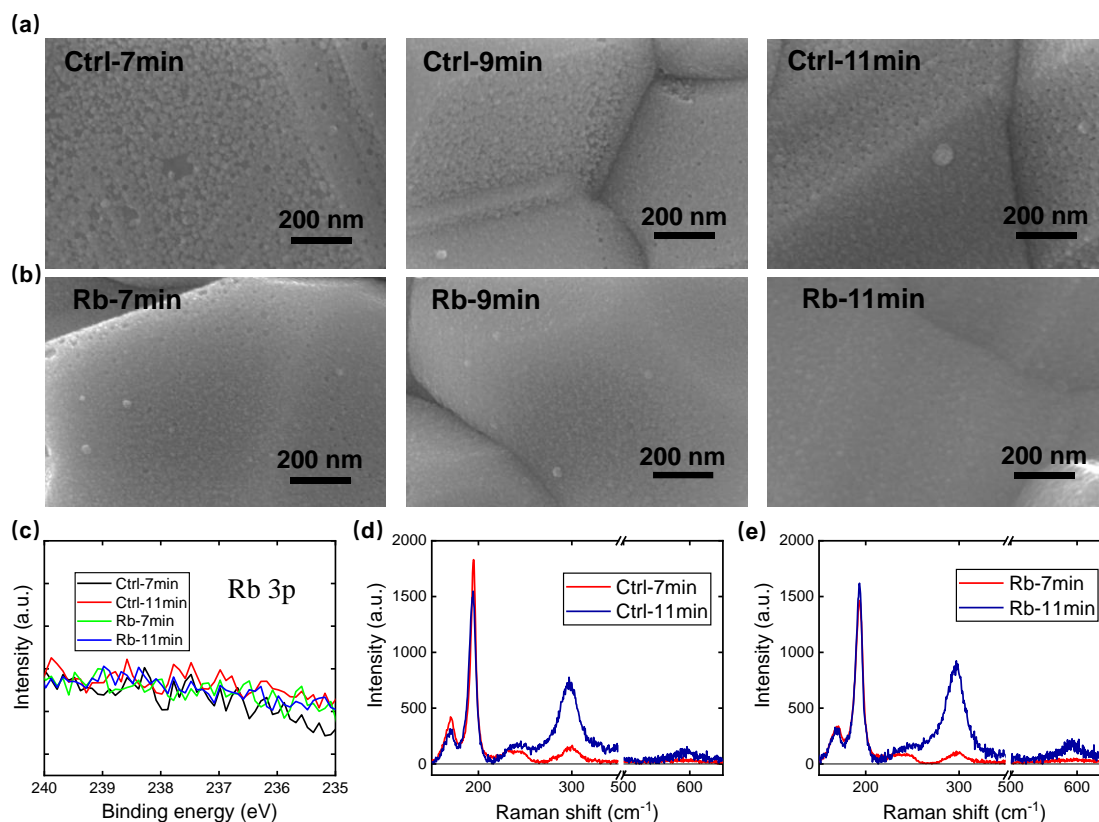 (a)
Ctrl-7min
Ctrl-9min
Ctrl-11min
200 nm
200 nm
200 nm
(b)
Rb-7min
Rb-9min
Rb-11min
200 nm
200 nm
200 nm
(c)
Ctrl-7min
Ctrl-11min
Rb-7min
Rb-11min
Rb 3p
Intensity (a.u.)
240 239 238 237 236 235
Binding energy (eV)
(d)
Ctrl-7min
Ctrl-11min
Intensity (a.u.)
2000
1500
1000
500
0
200 300 500 600
Raman shift (cm⁻¹)
(e)
Rb-7min
Rb-11min
Intensity (a.u.)
2000
1500
1000
500
0
200 300 500 600
Raman shift (cm⁻¹)